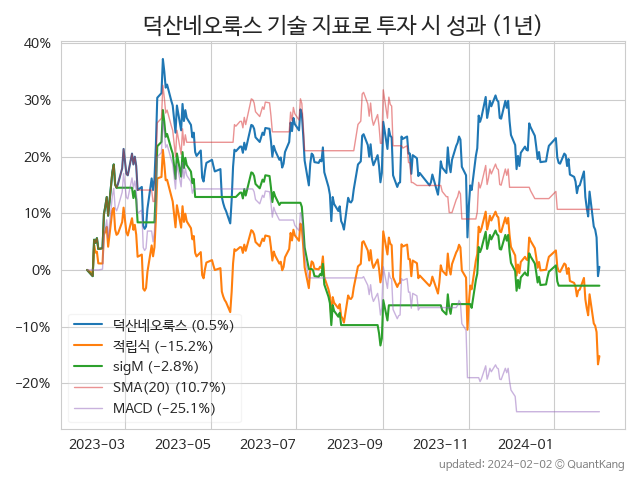 덕산네오룩스 기술 지표로 투자 시 성과 (1년)
40%
30%
20%
10%
0%
−10%
−20%
덕산네오룩스 (0.5%)
적립식 (−15.2%)
sigM (−2.8%)
SMA(20) (10.7%)
MACD (−25.1%)
2023−03 2023−05 2023−07 2023−09 2023−11 2024−01
updated: 2024−02−02 © QuantKang